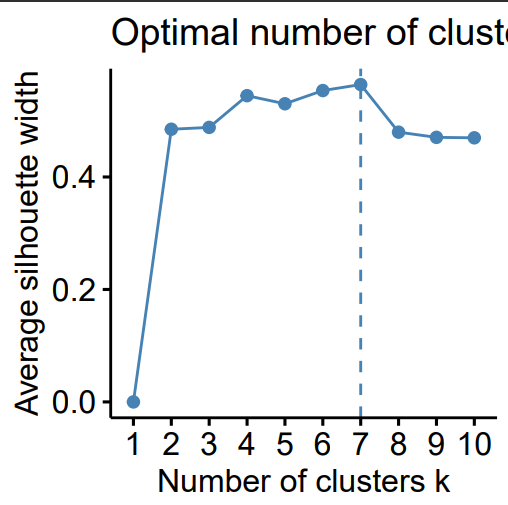 Optimal number of clust
Average silhouette width
0.4
0.2
0.0
1 2 3 4 5 6 7 8 9 10
Number of clusters k